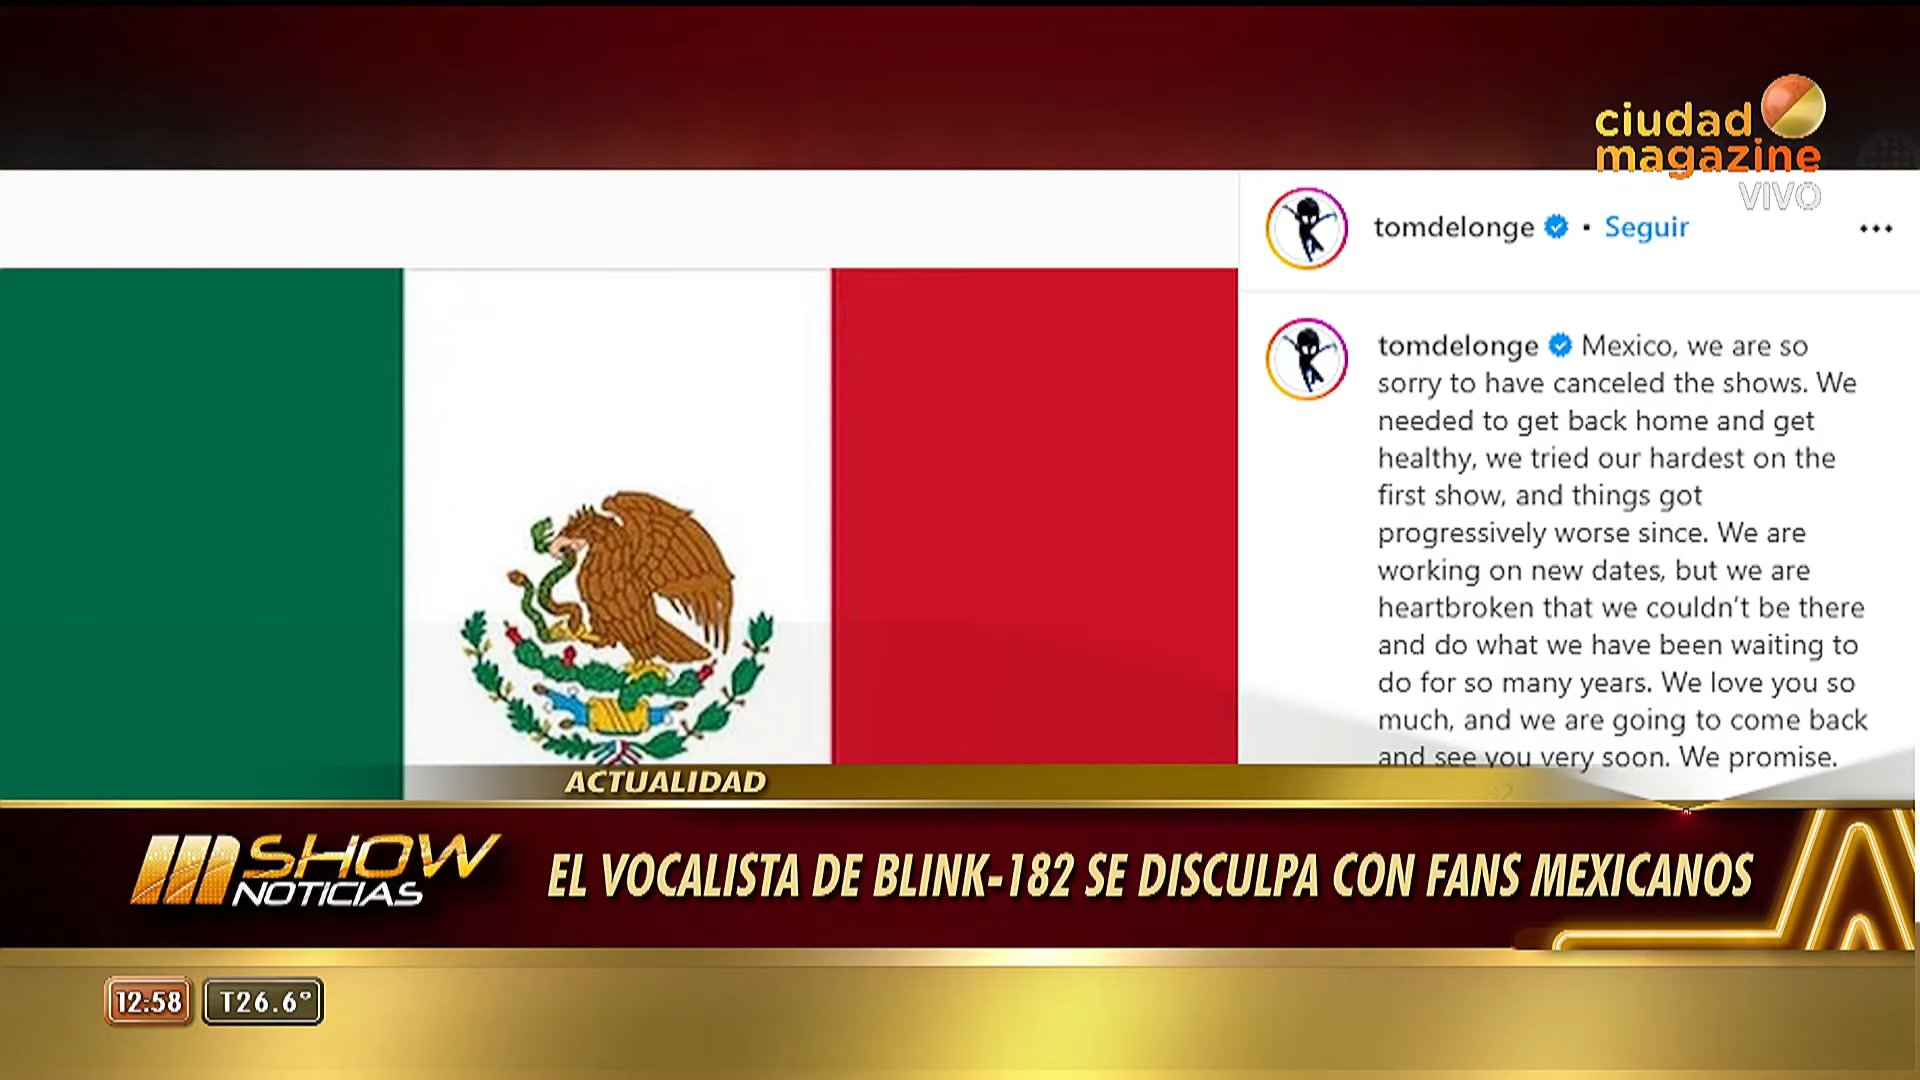 ciudad
magazine
VIVO
tomdelonge • Seguir ...
tomdelonge Mexico, we are so
sorry to have canceled the shows. We
needed to get back home and get
healthy, we tried our hardest on the
first show, and things got
progressively worse since. We are
working on new dates, but we are
heartbroken that we couldn't be there
and do what we have been waiting to
do for so many years. We love you so
much, and we are going to come back
and see you very soon. We promise.
ACTUALIDAD
SHOW
NOTICIAS
EL VOCALISTA DE BLINK-182 SE DISCULPA CON FANS MEXICANOS
12:58 T26.6°